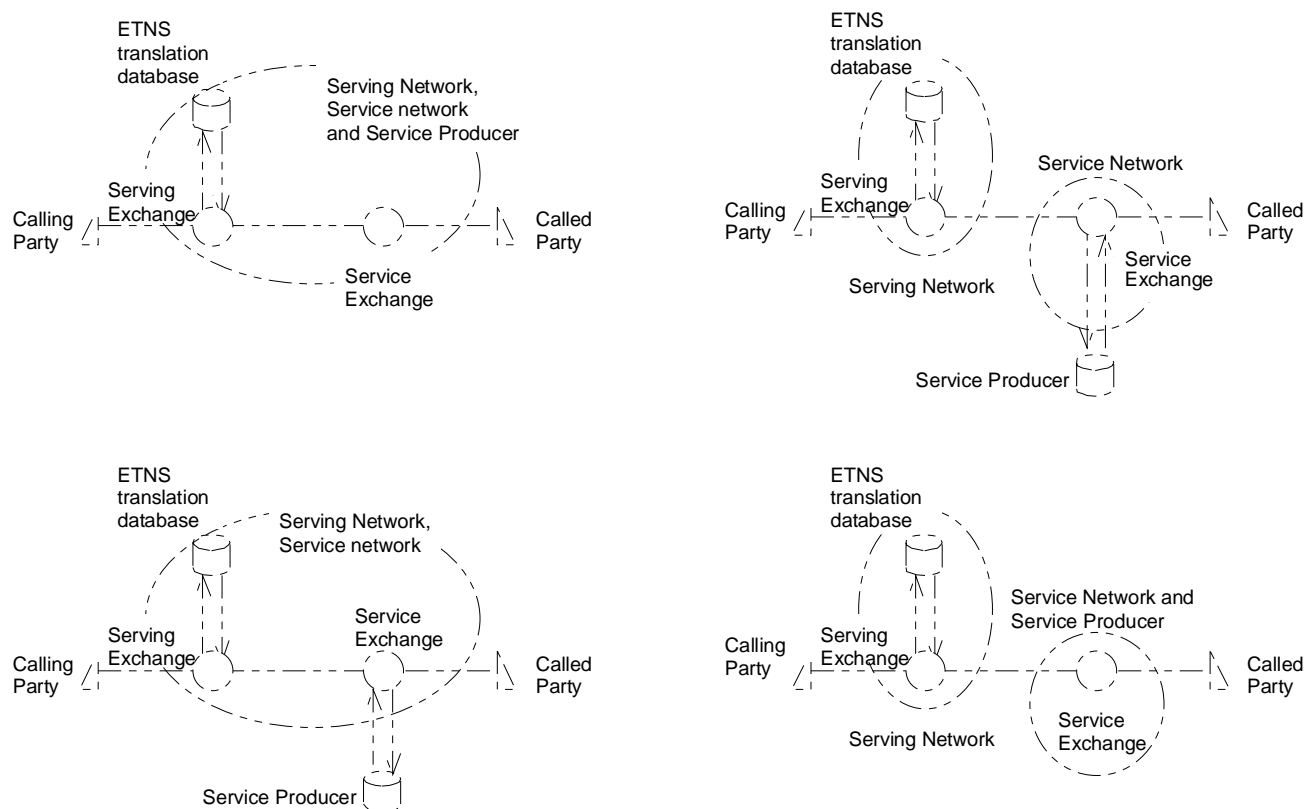 ETNS
translation
database
Serving Network,
Service network
and Service Producer
Serving
Exchange
Calling
Party
Called
Party
Service
Exchange
ETNS
translation
database
Service Network
Serving
Exchange
Calling
Party
Called
Party
Service
Exchange
Serving Network
Service Producer
ETNS
translation
database
Serving Network,
Service network
Service
Exchange
Serving
Exchange
Calling
Party
Called
Party
Service Producer
ETNS
translation
database
Service Network and
Service Producer
Serving
Exchange
Calling
Party
Called
Party
Service
Exchange
Serving Network